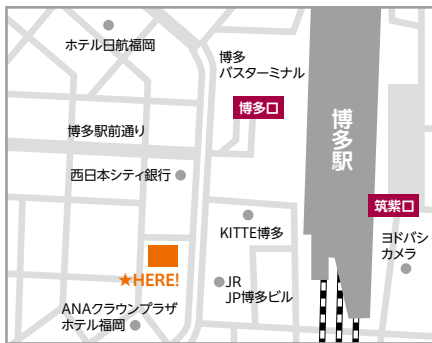 ホテル日航福岡
博多
バスターミナル
博多口
博多駅前通り
博多駅
西日本シティ銀行
筑紫口
KITTE博多
ヨドバシ
カメラ
★HERE!
JR
JP博多ビル
ANAクラウンプラザ
ホテル福岡